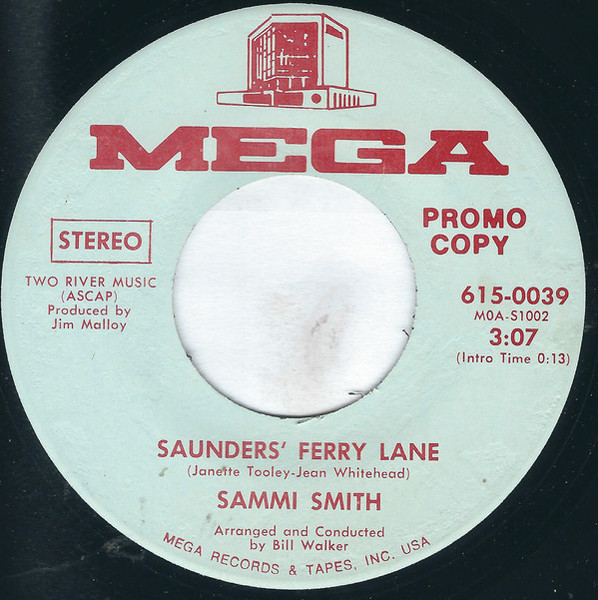 MEGA
STEREO
PROMO
COPY
TWO RIVER MUSIC
(ASCAP)
Produced by
Jim Malloy
615-0039
M0A-S1002
3:07
(Intro Time 0:13)
SAUNDERS' FERRY LANE
(Janette Tooley-Jean Whitehead)
SAMMI SMITH
Arranged and Conducted
by Bill Walker
MEGA RECORDS & TAPES, INC. USA